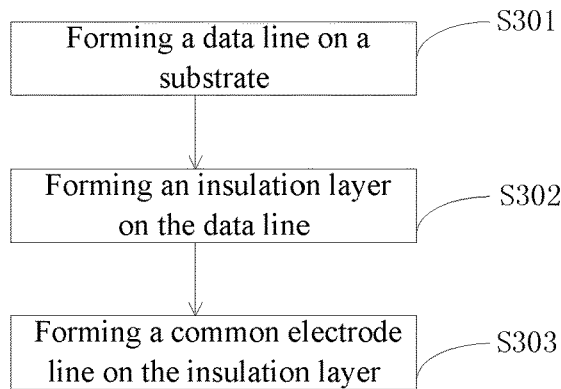 Forming a data line on a
substrate
S301
Forming an insulation layer
on the data line
S302
Forming a common electrode
line on the insulation layer
S303